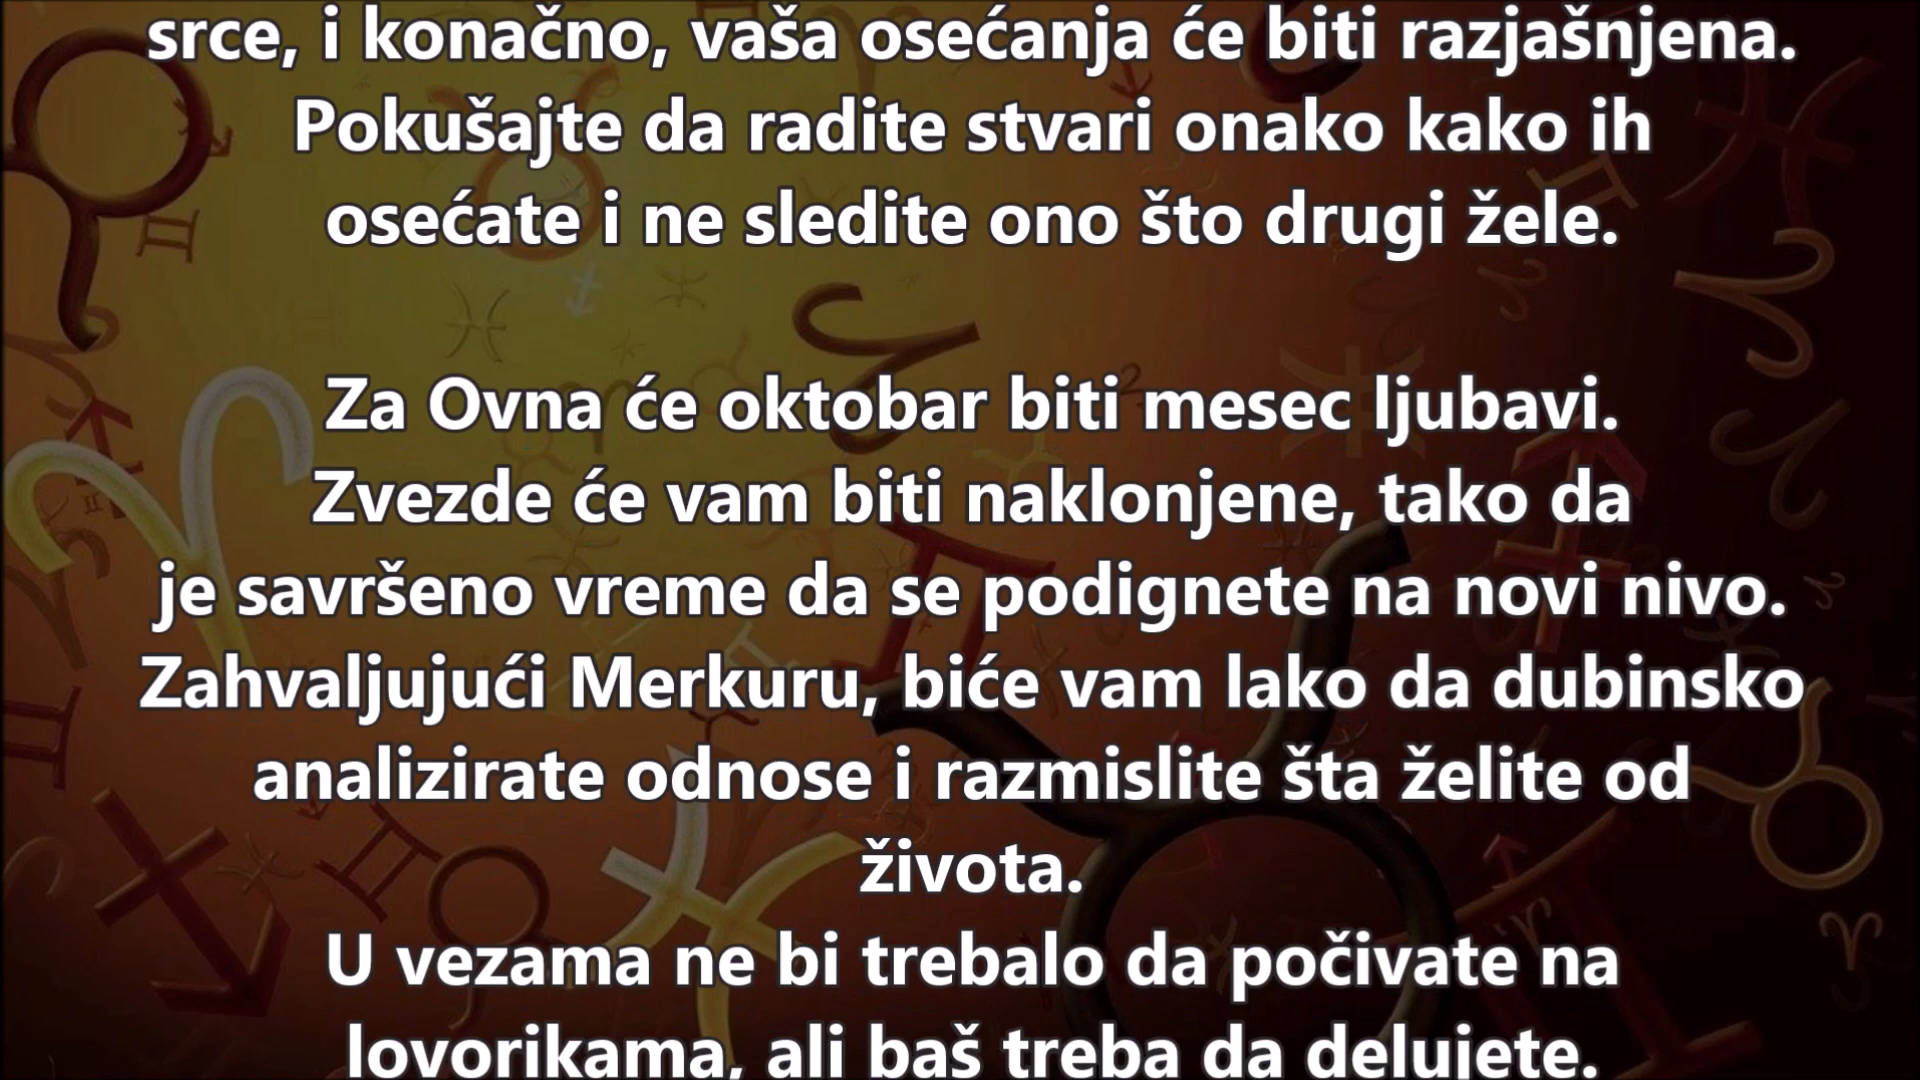 srce, i konačno, vaša osećanja će biti razjašnjena.
Pokušajte da radite stvari onako kako ih
osećate i ne sledite ono što drugi žele.
Za Ovna će oktobar biti mesec ljubavi.
Zvezde će vam biti naklonjene, tako da
je savršeno vreme da se podignete na novi nivo.
Zahvaljujući Merkuru, biće vam lako da dubinsko
analizirate odnose i razmislite šta želite od
života.
U vezama ne bi trebalo da počivate na
lovorikama, ali baš treba da delujete.